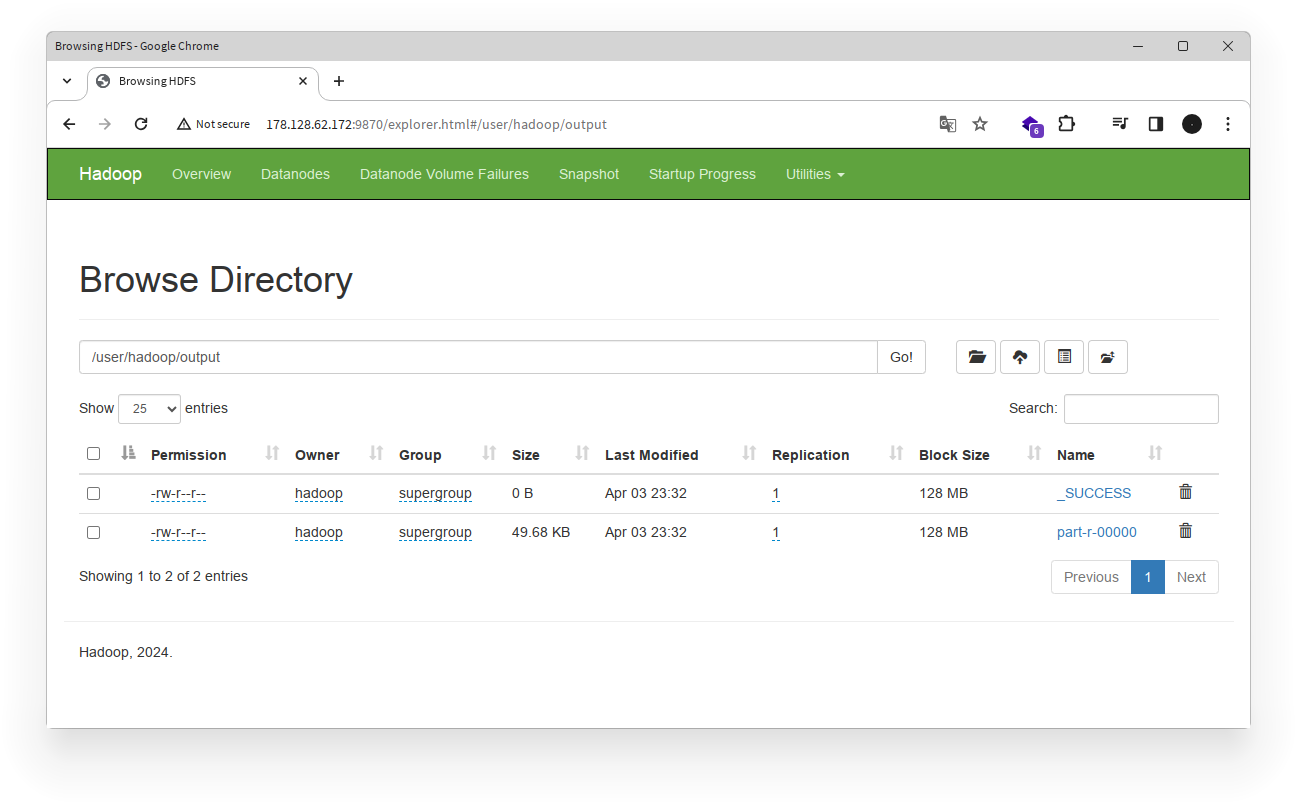 Browsing HDFS - Google Chrome
Browsing HDFS
Not secure 178.128.62.172:9870/explorer.html#/user/hadoop/output
6
Hadoop Overview Datanodes Datanode Volume Failures Snapshot Startup Progress Utilities
Browse Directory
/user/hadoop/output Go!
Show 25 entries Search:
Permission Owner Group Size Last Modified Replication Block Size Name
-rw-r--r-- hadoop supergroup 0 B Apr 03 23:32 1 128 MB _SUCCESS
-rw-r--r-- hadoop supergroup 49.68 KB Apr 03 23:32 1 128 MB part-r-00000
Showing 1 to 2 of 2 entries Previous 1 Next
Hadoop, 2024.